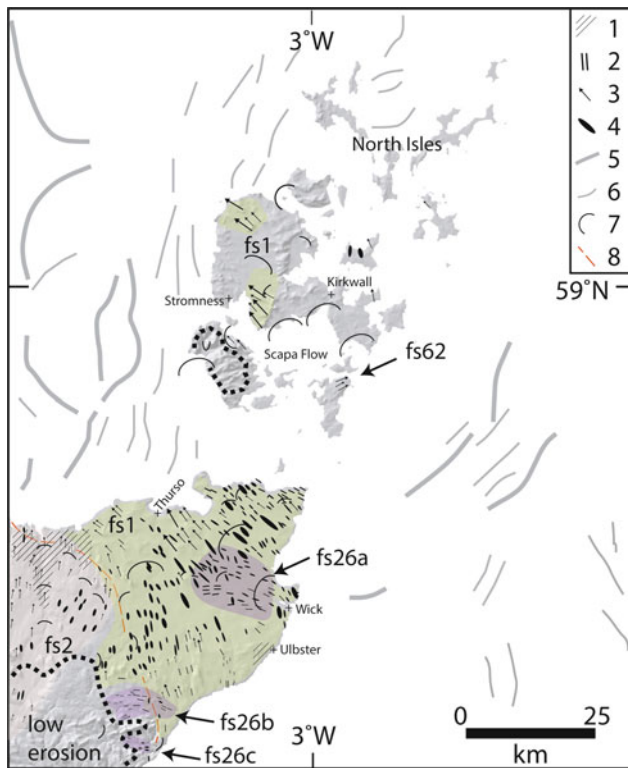 3°W
1
2
3
4
5
6
7
8
North Isles
fs1
Kirkwall
59°N
Stromness
Scapa Flow
fs62
Thurso
fs1
fs26a
Wick
fs2
Ulbster
0 25
km
fs26b
low
erosion
3°W
fs26c